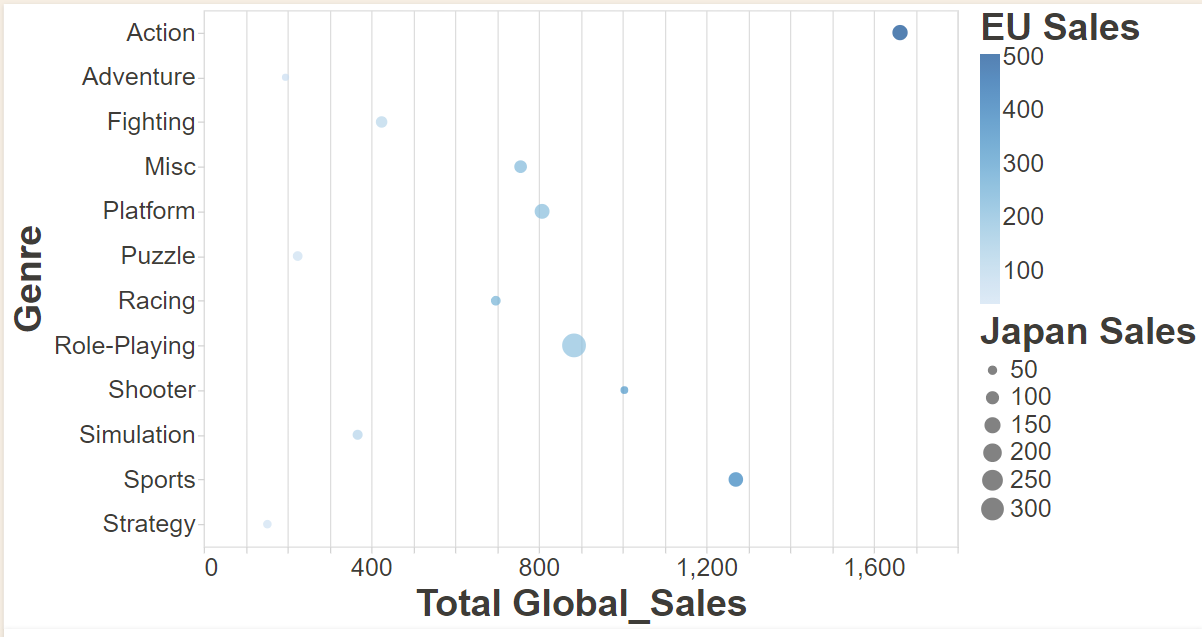 Genre
Action
Adventure
Fighting
Misc
Platform
Puzzle
Racing
Role-Playing
Shooter
Simulation
Sports
Strategy
0 400 800 1,200 1,600
Total Global_Sales
EU Sales
500
400
300
200
100
Japan Sales
50
100
150
200
250
300